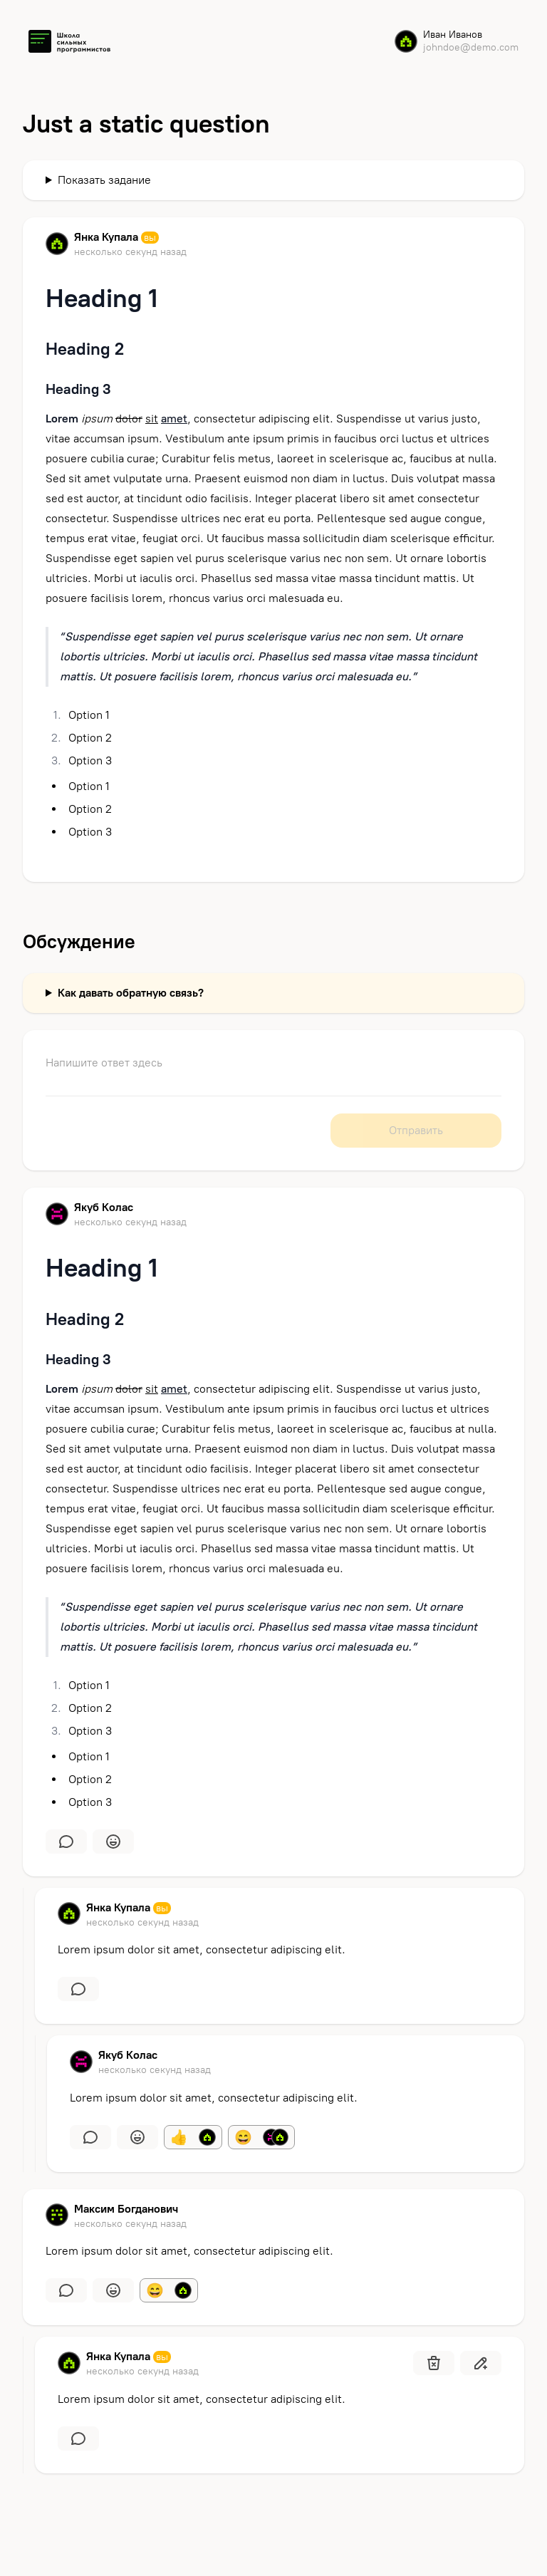 Школа
сильных
программистов
Иван Иванов
johndoe@demo.com
Just a static question
Показать задание
Янка Купала вы
несколько секунд назад
Heading 1
Heading 2
Heading 3
Lorem ipsum dolor sit amet, consectetur adipiscing elit. Suspendisse ut varius justo,
vitae accumsan ipsum. Vestibulum ante ipsum primis in faucibus orci luctus et ultrices
posuere cubilia curae; Curabitur felis metus, laoreet in scelerisque ac, faucibus at nulla.
Sed sit amet vulputate urna. Praesent euismod non diam in luctus. Duis volutpat massa
sed est auctor, at tincidunt odio facilisis. Integer placerat libero sit amet consectetur
consectetur. Suspendisse ultrices nec erat eu porta. Pellentesque sed augue congue,
tempus erat vitae, feugiat orci. Ut faucibus massa sollicitudin diam scelerisque efficitur.
Suspendisse eget sapien vel purus scelerisque varius nec non sem. Ut ornare lobortis
ultricies. Morbi ut iaculis orci. Phasellus sed massa vitae massa tincidunt mattis. Ut
posuere facilisis lorem, rhoncus varius orci malesuada eu.
“Suspendisse eget sapien vel purus scelerisque varius nec non sem. Ut ornare
lobortis ultricies. Morbi ut iaculis orci. Phasellus sed massa vitae massa tincidunt
mattis. Ut posuere facilisis lorem, rhoncus varius orci malesuada eu.”
1. Option 1
2. Option 2
3. Option 3
• Option 1
• Option 2
• Option 3
Обсуждение
Как давать обратную связь?
Напишите ответ здесь
Отправить
Якуб Колас
несколько секунд назад
Heading 1
Heading 2
Heading 3
Lorem ipsum dolor sit amet, consectetur adipiscing elit. Suspendisse ut varius justo,
vitae accumsan ipsum. Vestibulum ante ipsum primis in faucibus orci luctus et ultrices
posuere cubilia curae; Curabitur felis metus, laoreet in scelerisque ac, faucibus at nulla.
Sed sit amet vulputate urna. Praesent euismod non diam in luctus. Duis volutpat massa
sed est auctor, at tincidunt odio facilisis. Integer placerat libero sit amet consectetur
consectetur. Suspendisse ultrices nec erat eu porta. Pellentesque sed augue congue,
tempus erat vitae, feugiat orci. Ut faucibus massa sollicitudin diam scelerisque efficitur.
Suspendisse eget sapien vel purus scelerisque varius nec non sem. Ut ornare lobortis
ultricies. Morbi ut iaculis orci. Phasellus sed massa vitae massa tincidunt mattis. Ut
posuere facilisis lorem, rhoncus varius orci malesuada eu.
“Suspendisse eget sapien vel purus scelerisque varius nec non sem. Ut ornare
lobortis ultricies. Morbi ut iaculis orci. Phasellus sed massa vitae massa tincidunt
mattis. Ut posuere facilisis lorem, rhoncus varius orci malesuada eu.”
1. Option 1
2. Option 2
3. Option 3
• Option 1
• Option 2
• Option 3
Янка Купала вы
несколько секунд назад
Lorem ipsum dolor sit amet, consectetur adipiscing elit.
Якуб Колас
несколько секунд назад
Lorem ipsum dolor sit amet, consectetur adipiscing elit.
Максим Богданович
несколько секунд назад
Lorem ipsum dolor sit amet, consectetur adipiscing elit.
Янка Купала вы
несколько секунд назад
Lorem ipsum dolor sit amet, consectetur adipiscing elit.